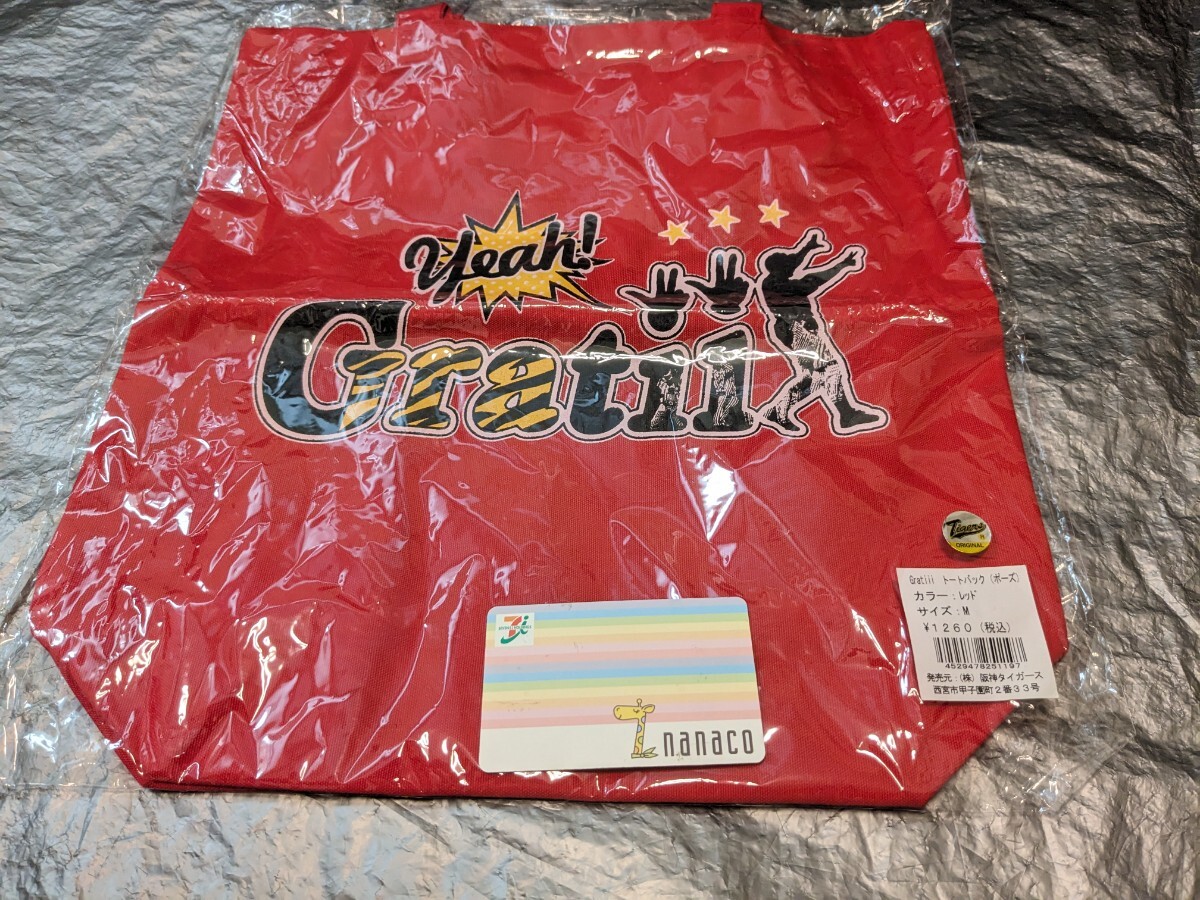 Yeah!
Gratiii
Tigers
ORIGINAL
Gratiii トートバック (ポーズ)
カラー:レッド
サイズ:M
¥1260 (税込)
4529478251197
発売元:(株)阪神タイガース
西宮市甲子園町2番33号
nanaco